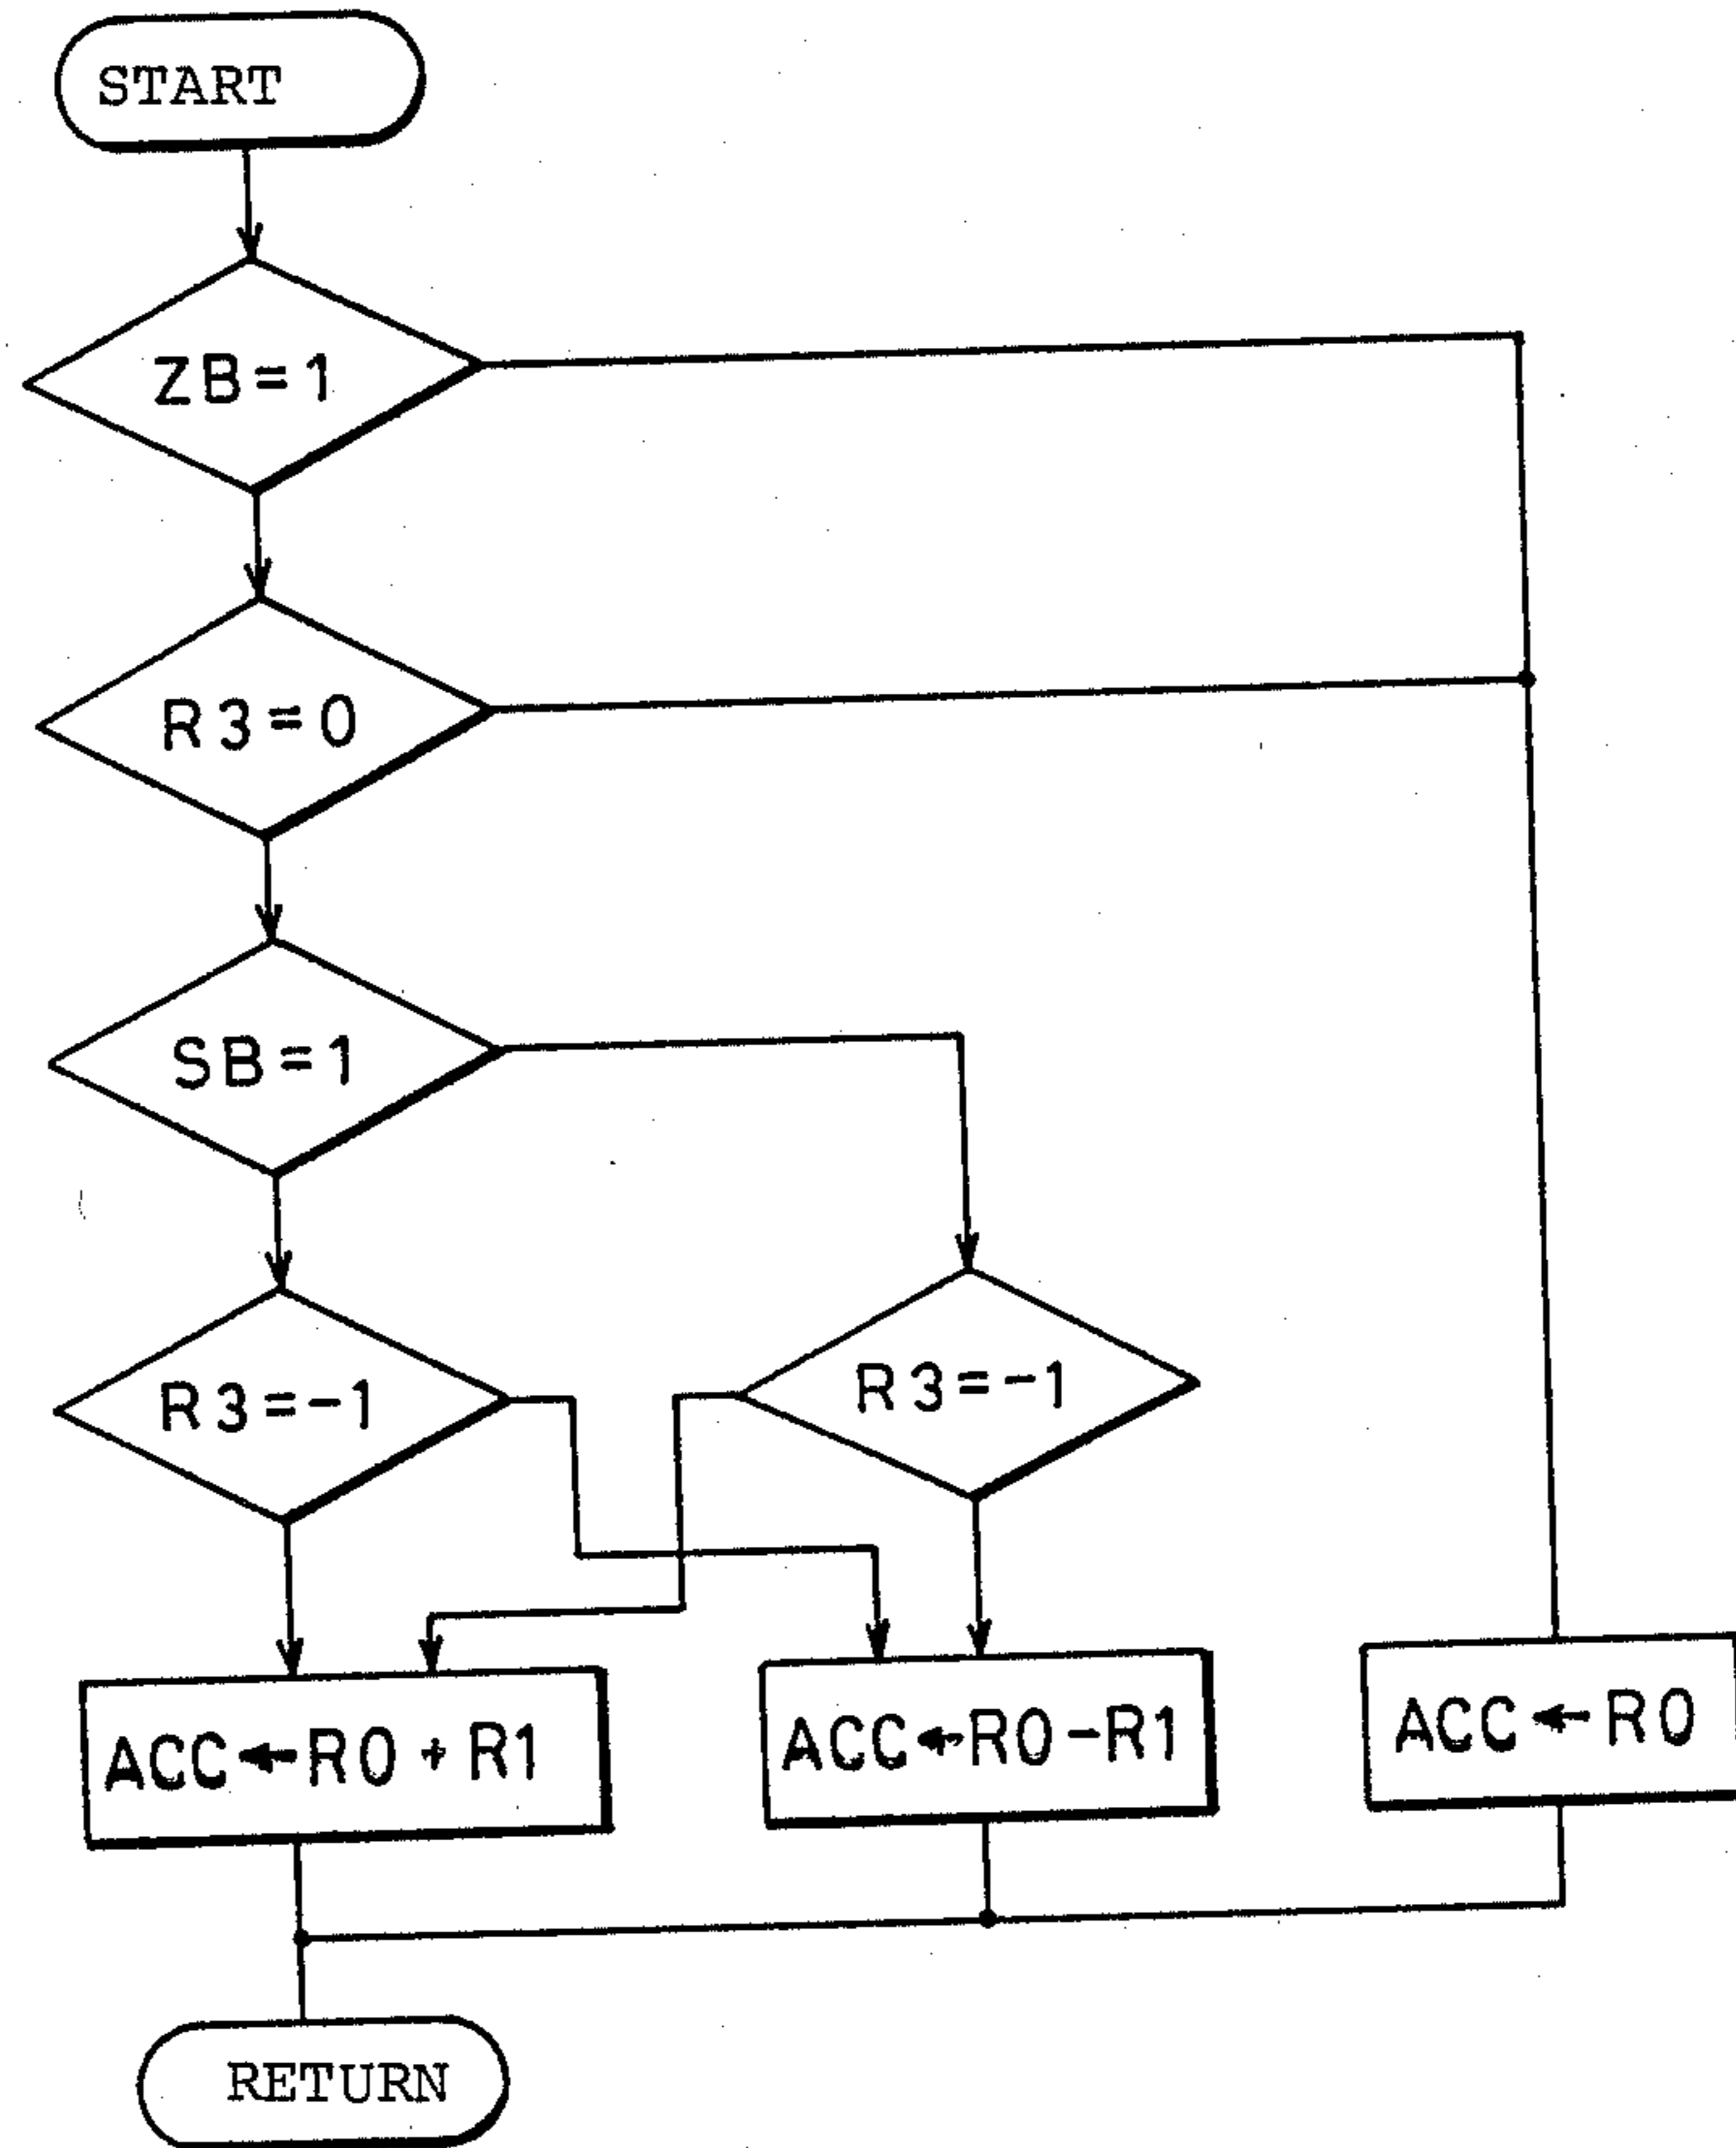 START
ZB=1
R3=0
SB=1
R3=-1
R3=-1
ACC←R0+R1
ACC←R0-R1
ACC←R0
RETURN